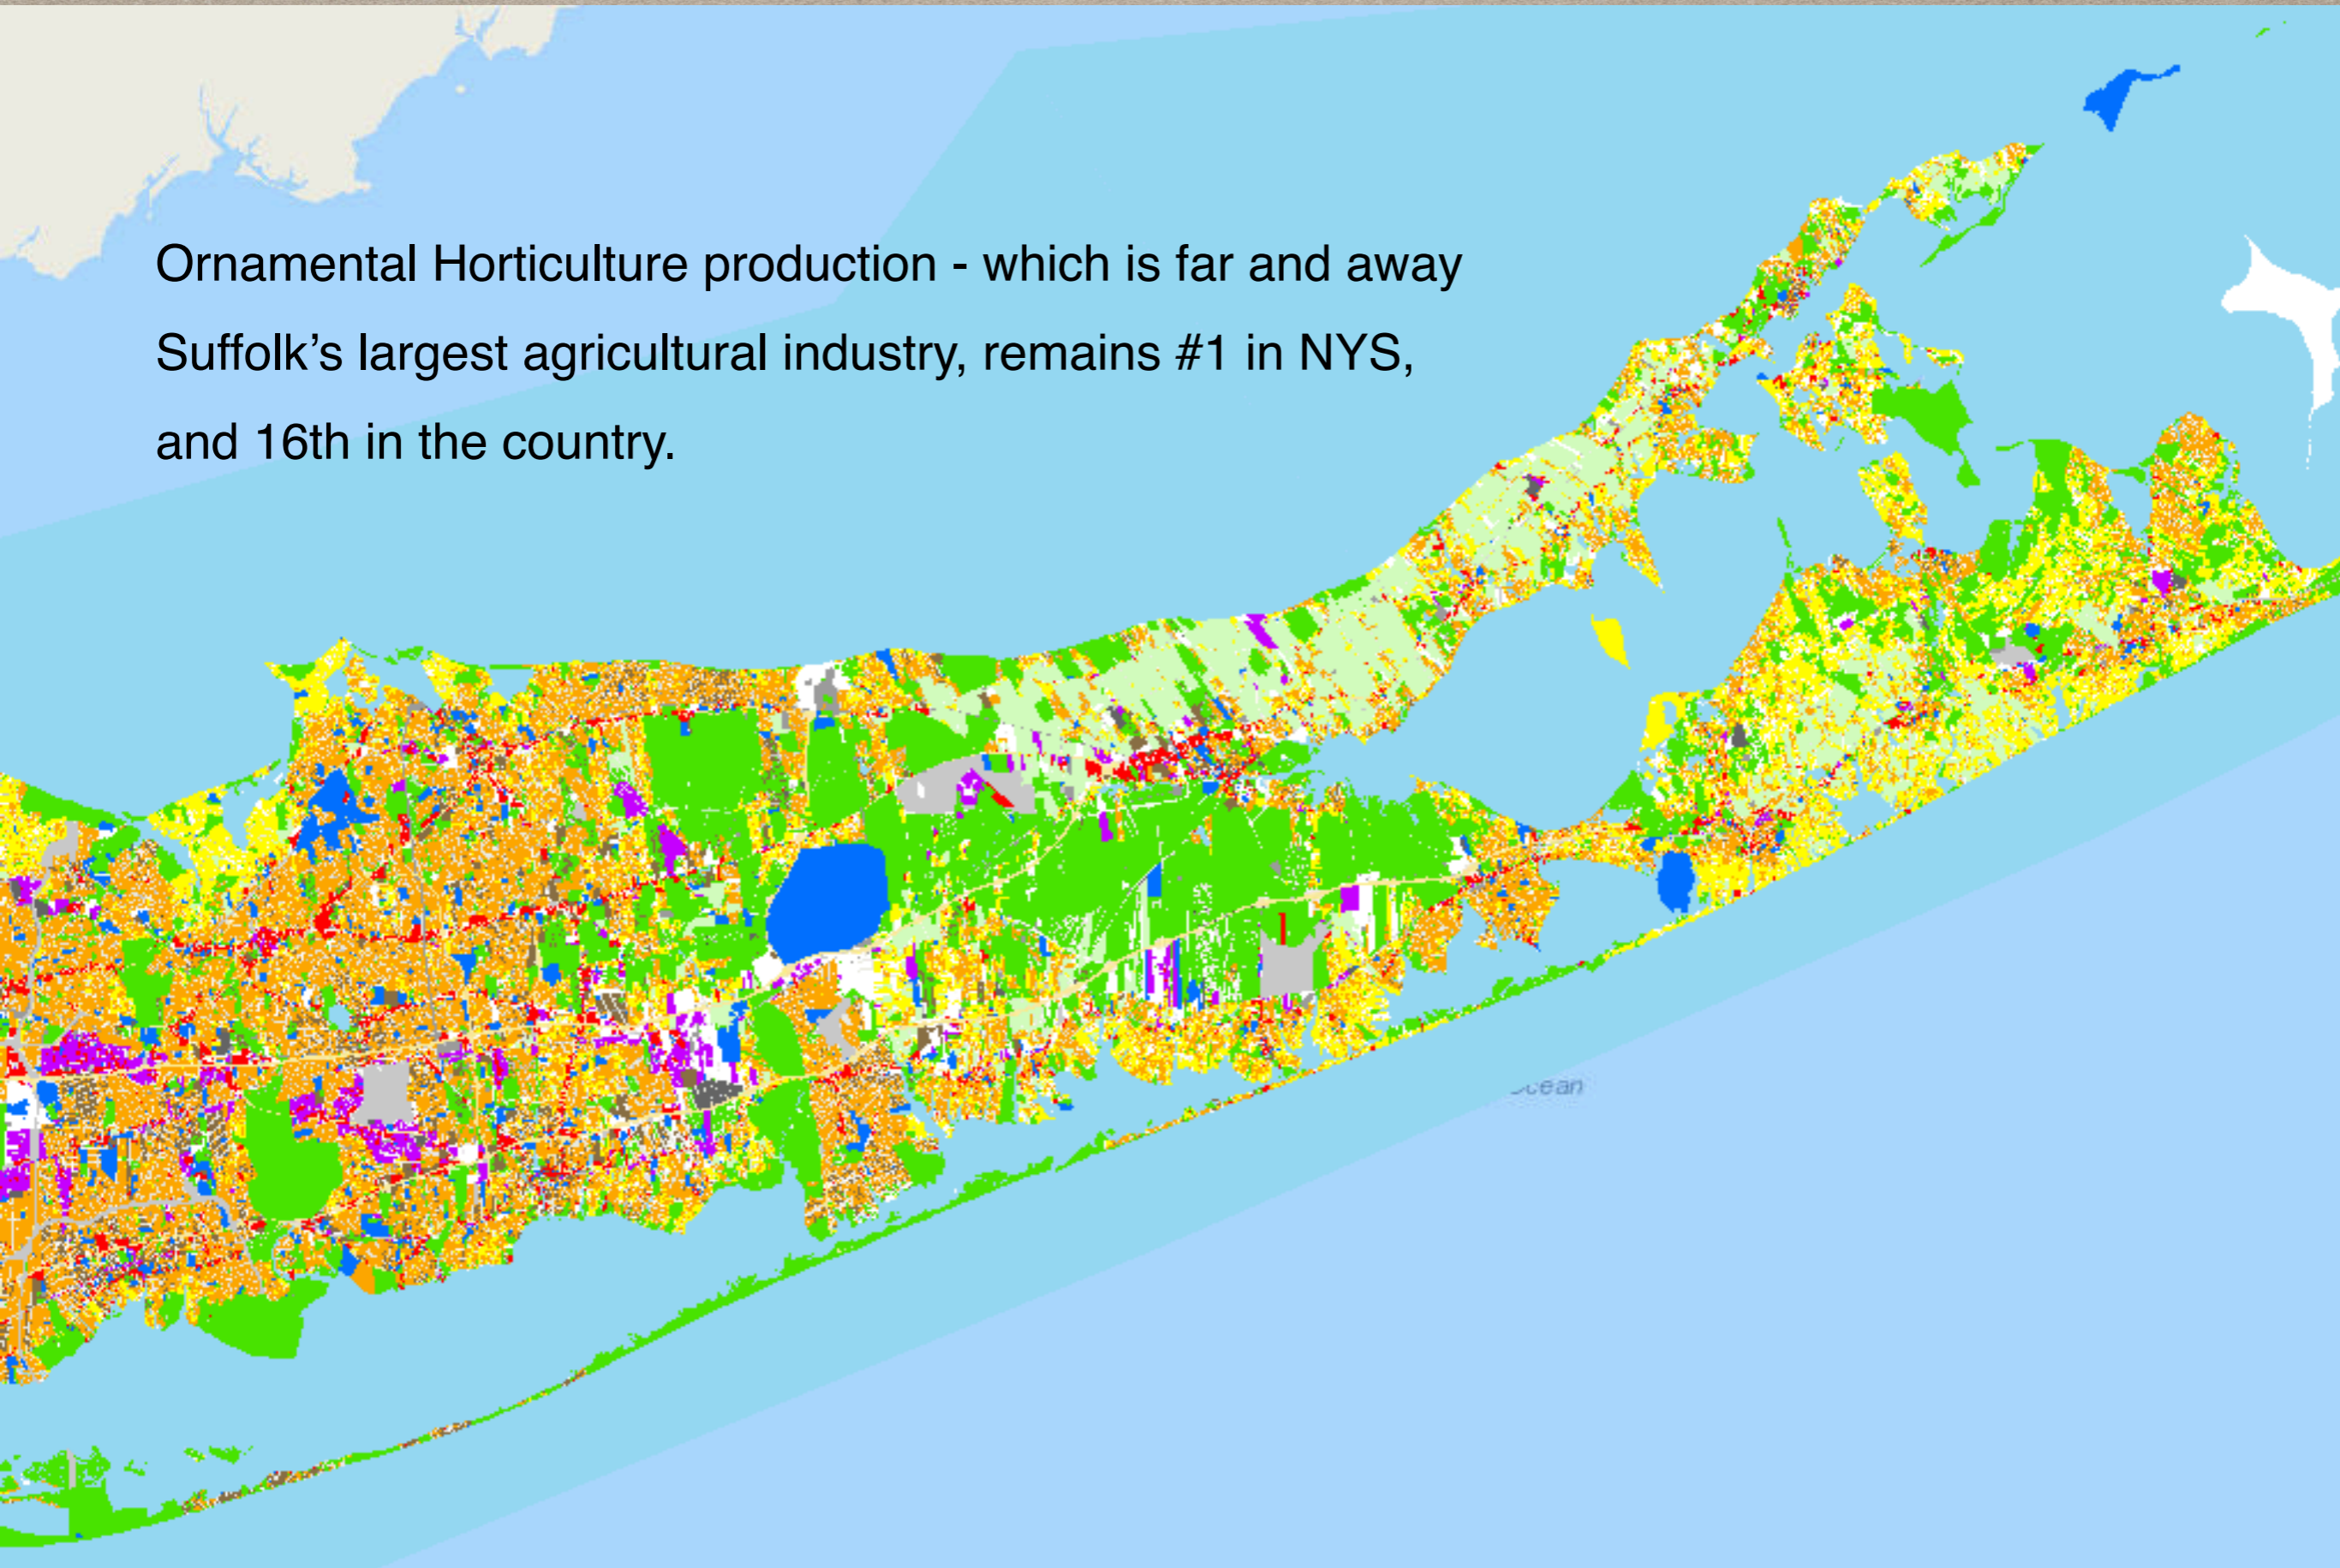 Ornamental Horticulture production - which is far and away
Suffolk’s largest agricultural industry, remains #1 in NYS,
and 16th in the country.
Ocean